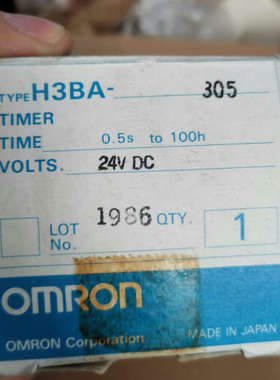 TYPE H3BA- 305
TIMER
TIME 0.5s to 100h
VOLTS. 24V DC
LOT No. 1986 QTY. 1
OMRON
OMRON Corporation MADE IN JAPAN